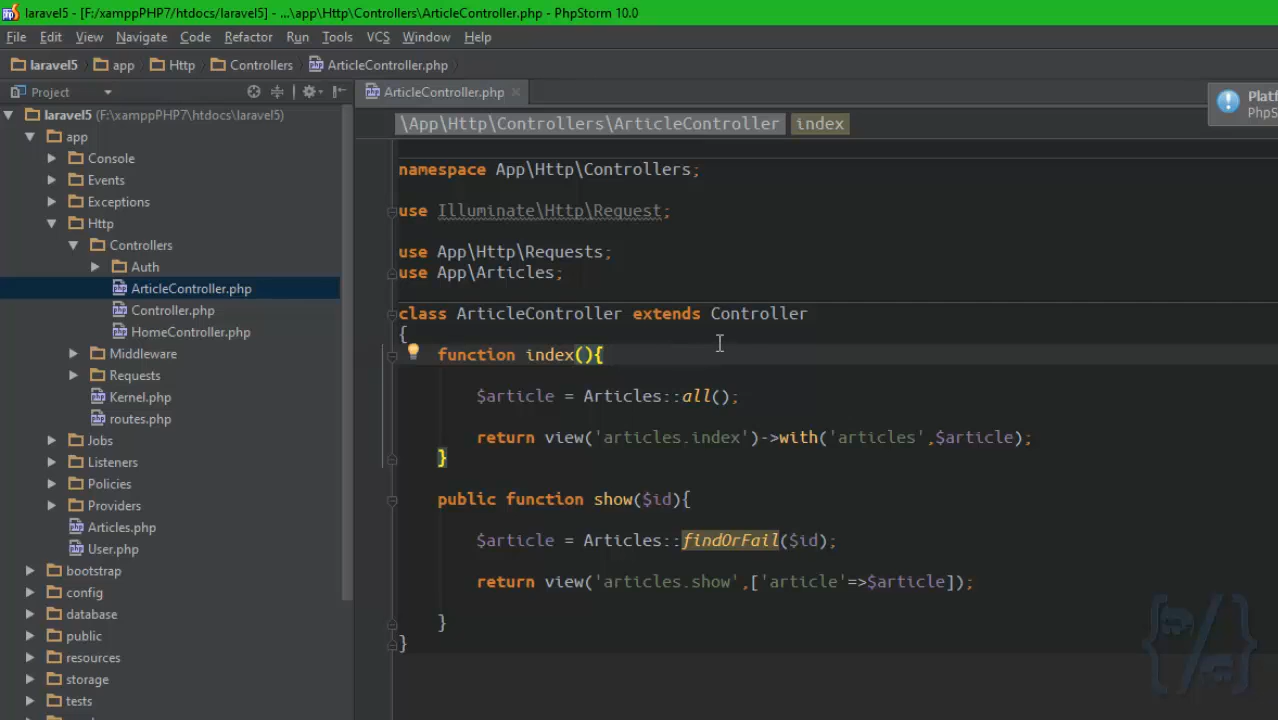 laravel5 - [F:/xamppPHP7/htdocs/laravel5] - ...\app\Http\Controllers\ArticleController.php - PhpStorm 10.0
File Edit View Navigate Code Refactor Run Tools VCS Window Help
laravel5 app Http Controllers ArticleController.php
Project
ArticleController.php
laravel5 (F:\xamppPHP7\htdocs\laravel5)
app
Console
Events
Exceptions
Http
Controllers
Auth
ArticleController.php
Controller.php
HomeController.php
Middleware
Requests
Kernel.php
routes.php
Jobs
Listeners
Policies
Providers
Articles.php
User.php
bootstrap
config
database
public
resources
storage
tests
\App\Http\Controllers\ArticleController index
namespace App\Http\Controllers;
use Illuminate\Http\Request;
use App\Http\Requests;
use App\Articles;
class ArticleController extends Controller
{
function index(){
$article = Articles::all();
return view('articles.index')->with('articles',$article);
}
public function show($id){
$article = Articles::findOrFail($id);
return view('articles.show',['article'=>$article]);
}
}